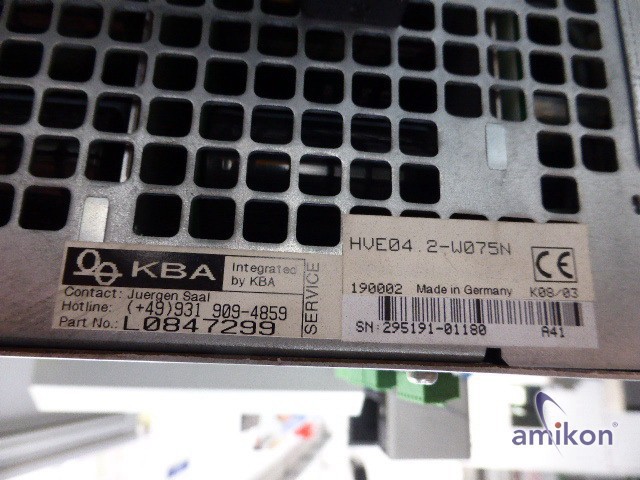 KBA
Integrated
by KBA
SERVICE
Contact: Juergen Saal
Hotline: (+49)931 909-4859
Part No.: L0847299
HVE04.2-W075N
CE
190002 Made in Germany K08/03
SN: 295191-01180 A41
amikon